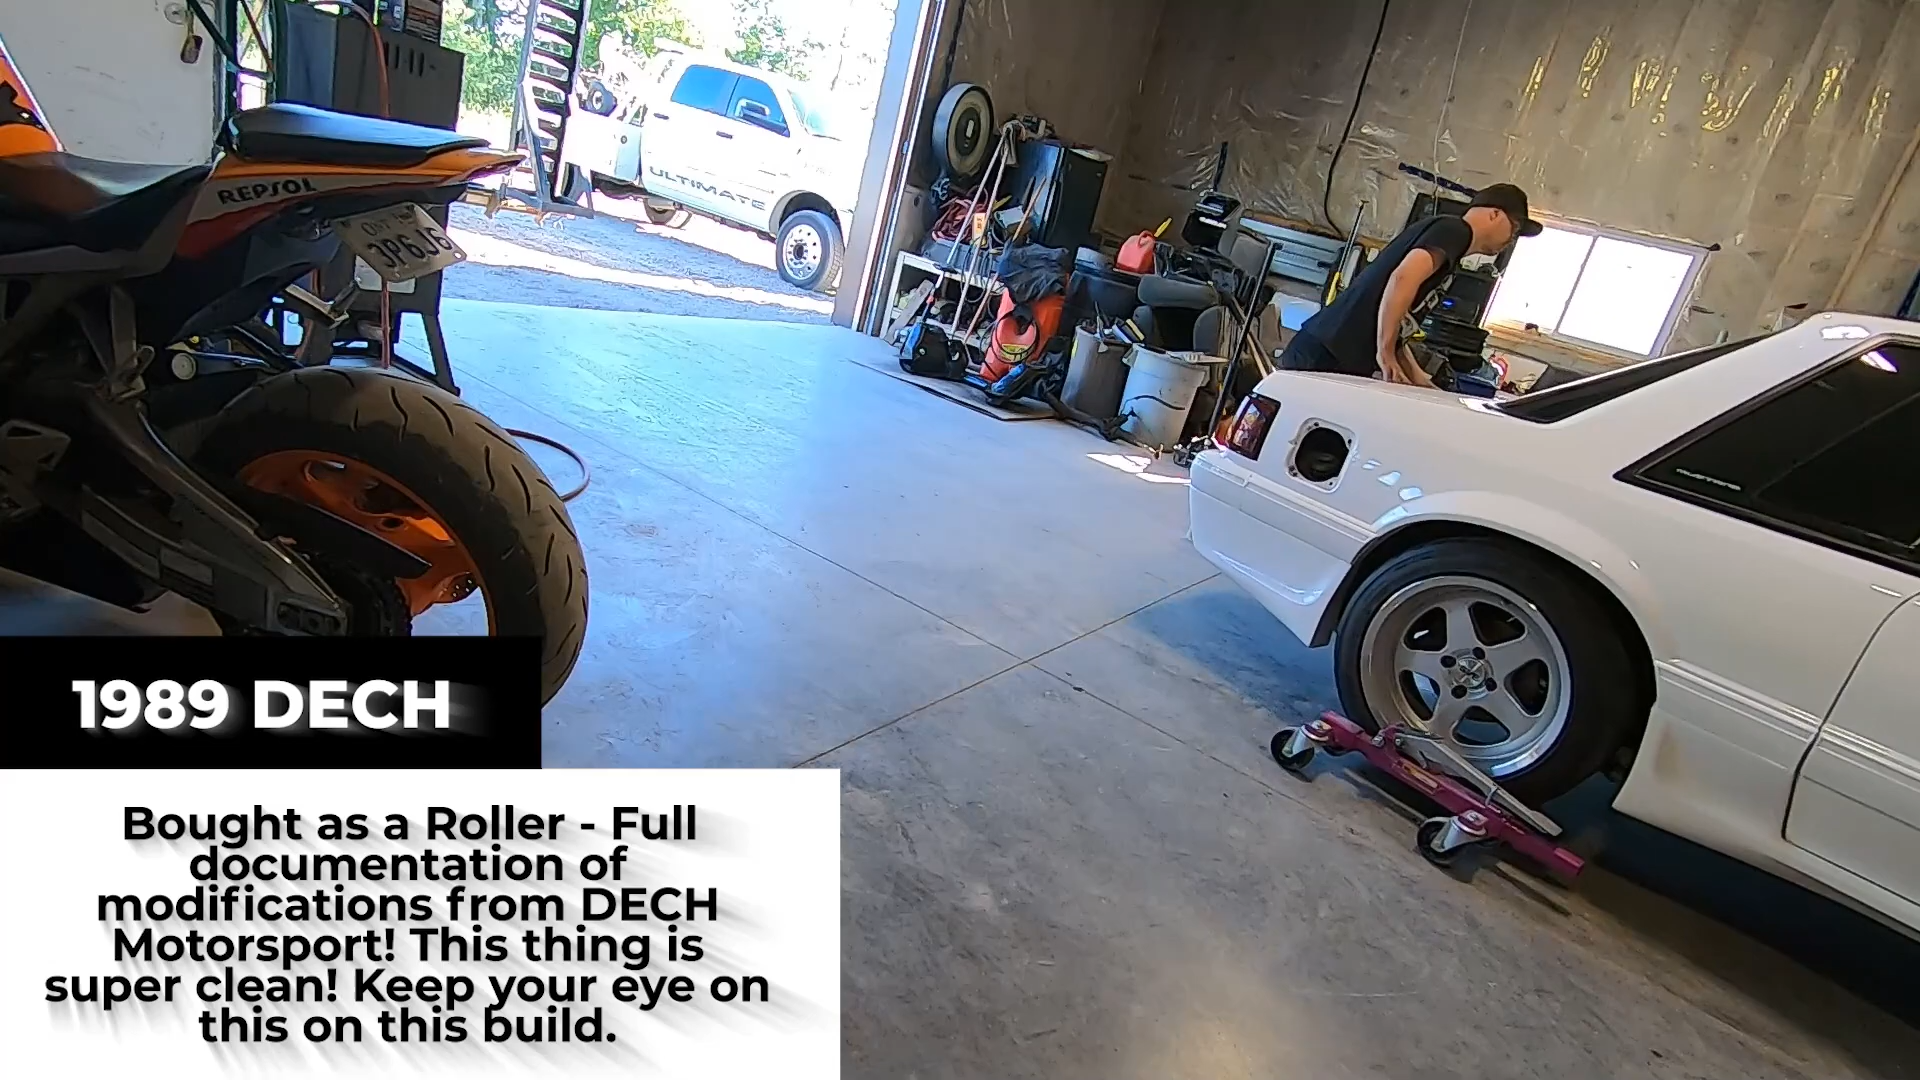 REPSOL
JP6J6
ULTIMATE
MUSTANG
1989 DECH
Bought as a Roller - Full
documentation of
modifications from DECH
Motorsport! This thing is
super clean! Keep your eye on
this on this build.